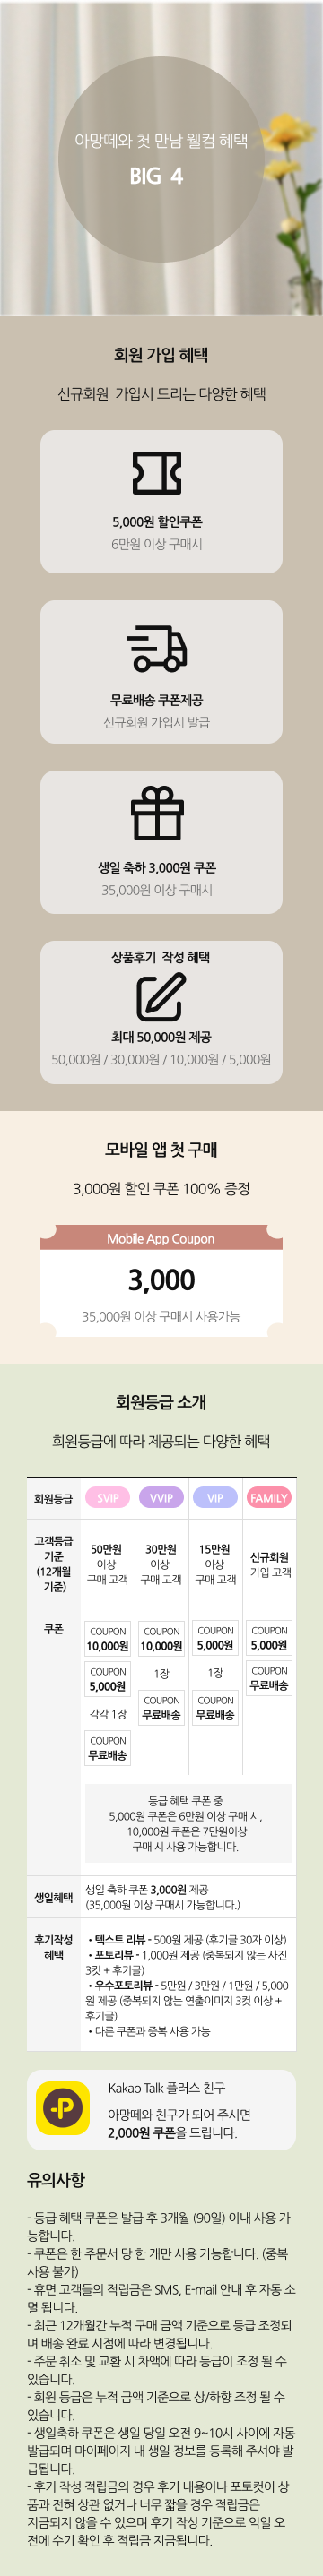 아망떼와 첫 만남 웰컴 혜택
BIG 4
회원 가입 혜택
신규회원 가입시 드리는 다양한 혜택
5,000원 할인쿠폰
6만원 이상 구매시
무료배송 쿠폰제공
신규회원 가입시 발급
생일 축하 3,000원 쿠폰
35,000원 이상 구매시
상품후기 작성 혜택
최대 50,000원 제공
50,000원 / 30,000원 / 10,000원 / 5,000원
모바일 앱 첫 구매
3,000원 할인 쿠폰 100% 증정
Mobile App Coupon
3,000
35,000원 이상 구매시 사용가능
회원등급 소개
회원등급에 따라 제공되는 다양한 혜택
회원등급 SVIP VVIP VIP FAMILY
고객등급
기준
(12개월
기준)
50만원
이상
구매 고객
30만원
이상
구매 고객
15만원
이상
구매 고객
신규회원
가입 고객
쿠폰
COUPON
10,000원
COUPON
5,000원
각각 1장
COUPON
무료배송
COUPON
10,000원
1장
COUPON
무료배송
COUPON
5,000원
1장
COUPON
무료배송
COUPON
5,000원
COUPON
무료배송
등급 혜택 쿠폰 중
5,000원 쿠폰은 6만원 이상 구매 시,
10,000원 쿠폰은 7만원이상
구매 시 사용 가능합니다.
생일혜택
생일 축하 쿠폰 3,000원 제공
(35,000원 이상 구매시 가능합니다.)
후기작성
혜택
• 텍스트 리뷰 - 500원 제공 (후기글 30자 이상)
• 포토리뷰 - 1,000원 제공 (중복되지 않는 사진
3컷 + 후기글)
• 우수포토리뷰 - 5만원 / 3만원 / 1만원 / 5,000
원 제공 (중복되지 않는 연출이미지 3컷 이상 +
후기글)
• 다른 쿠폰과 중복 사용 가능
P
Kakao Talk 플러스 친구
아망떼와 친구가 되어 주시면
2,000원 쿠폰을 드립니다.
유의사항
- 등급 혜택 쿠폰은 발급 후 3개월 (90일) 이내 사용 가
능합니다.
- 쿠폰은 한 주문서 당 한 개만 사용 가능합니다. (중복
사용 불가)
- 휴면 고객들의 적립금은 SMS, E-mail 안내 후 자동 소
멸 됩니다.
- 최근 12개월간 누적 구매 금액 기준으로 등급 조정되
며 배송 완료 시점에 따라 변경됩니다.
- 주문 취소 및 교환 시 차액에 따라 등급이 조정 될 수
있습니다.
- 회원 등급은 누적 금액 기준으로 상/하향 조정 될 수
있습니다.
- 생일축하 쿠폰은 생일 당일 오전 9~10시 사이에 자동
발급되며 마이페이지 내 생일 정보를 등록해 주셔야 발
급됩니다.
- 후기 작성 적립금의 경우 후기 내용이나 포토컷이 상
품과 전혀 상관 없거나 너무 짧을 경우 적립금은
지급되지 않을 수 있으며 후기 작성 기준으로 익일 오
전에 수기 확인 후 적립금 지급됩니다.